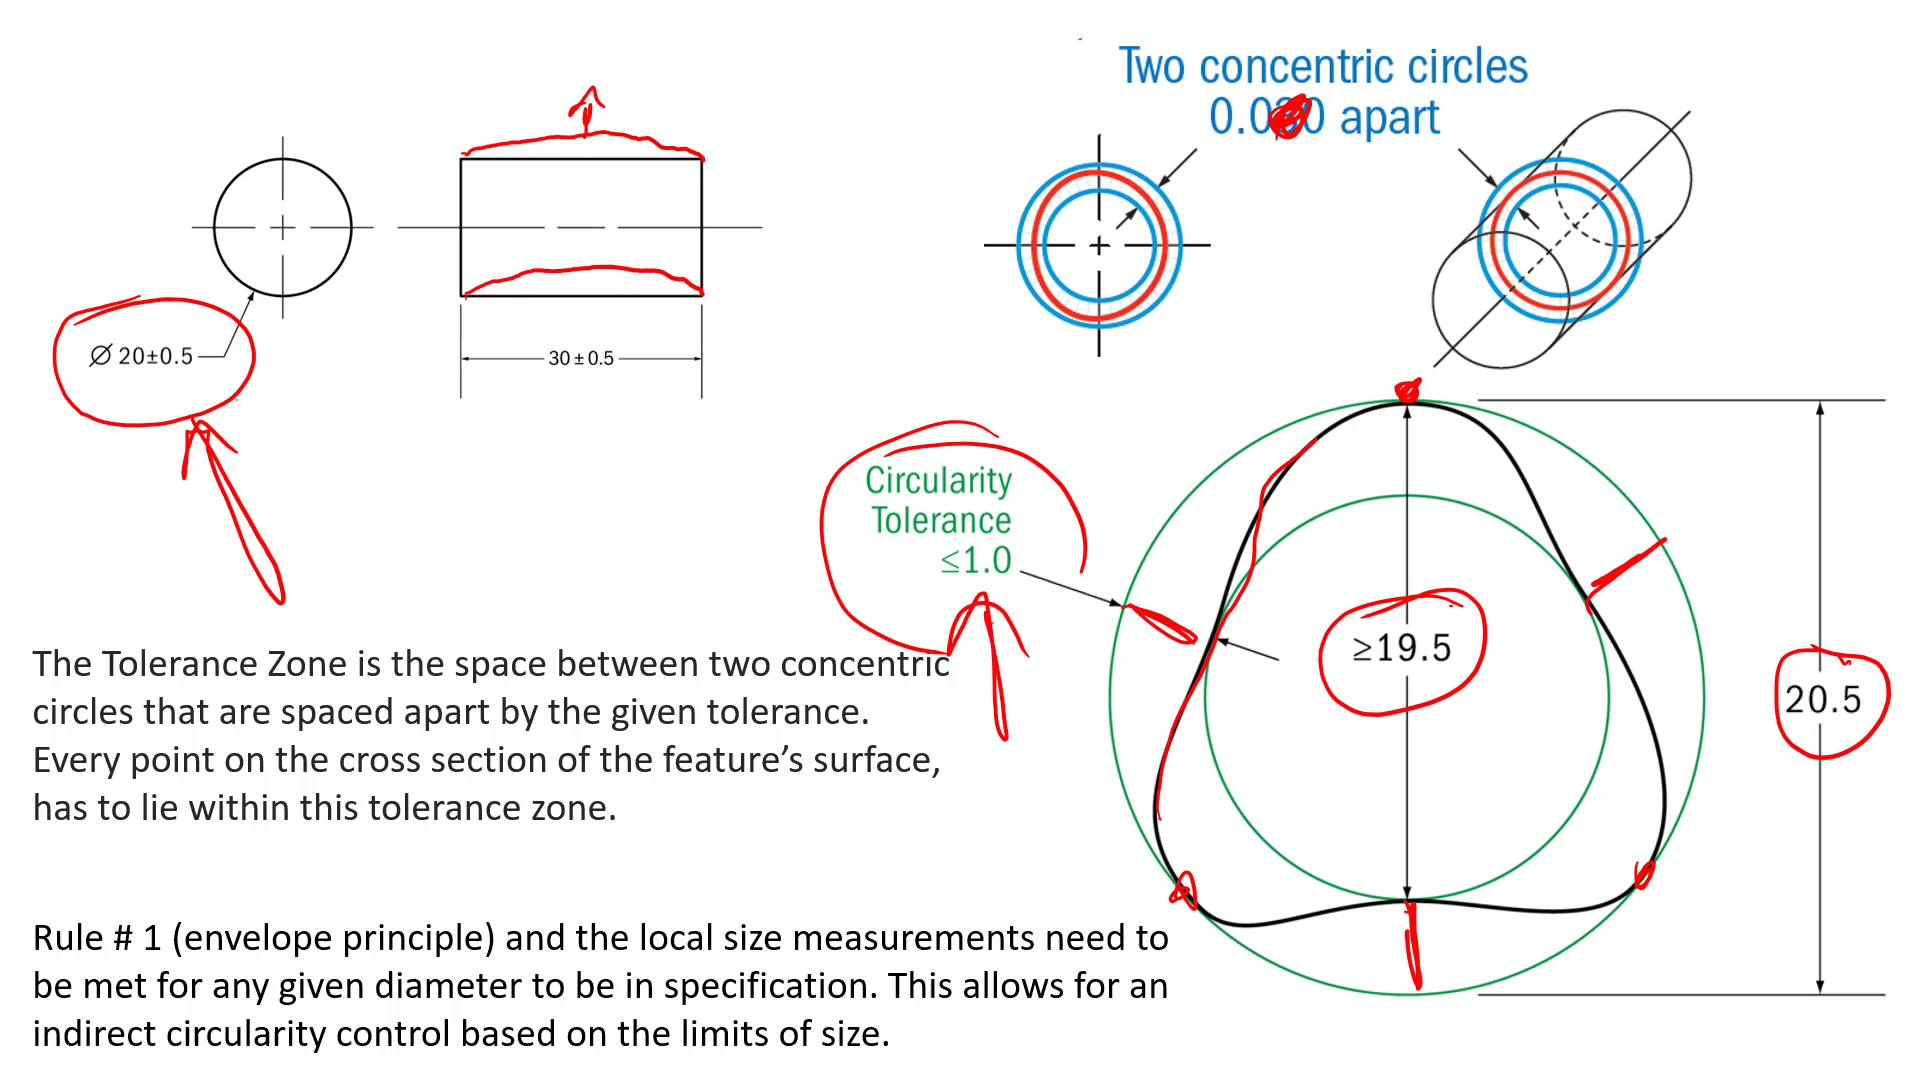 Two concentric circles
0.030 apart
⌀ 20±0.5
30 ± 0.5
Circularity
Tolerance
≤1.0
≥19.5
20.5
The Tolerance Zone is the space between two concentric
circles that are spaced apart by the given tolerance.
Every point on the cross section of the feature’s surface,
has to lie within this tolerance zone.
Rule # 1 (envelope principle) and the local size measurements need to
be met for any given diameter to be in specification. This allows for an
indirect circularity control based on the limits of size.